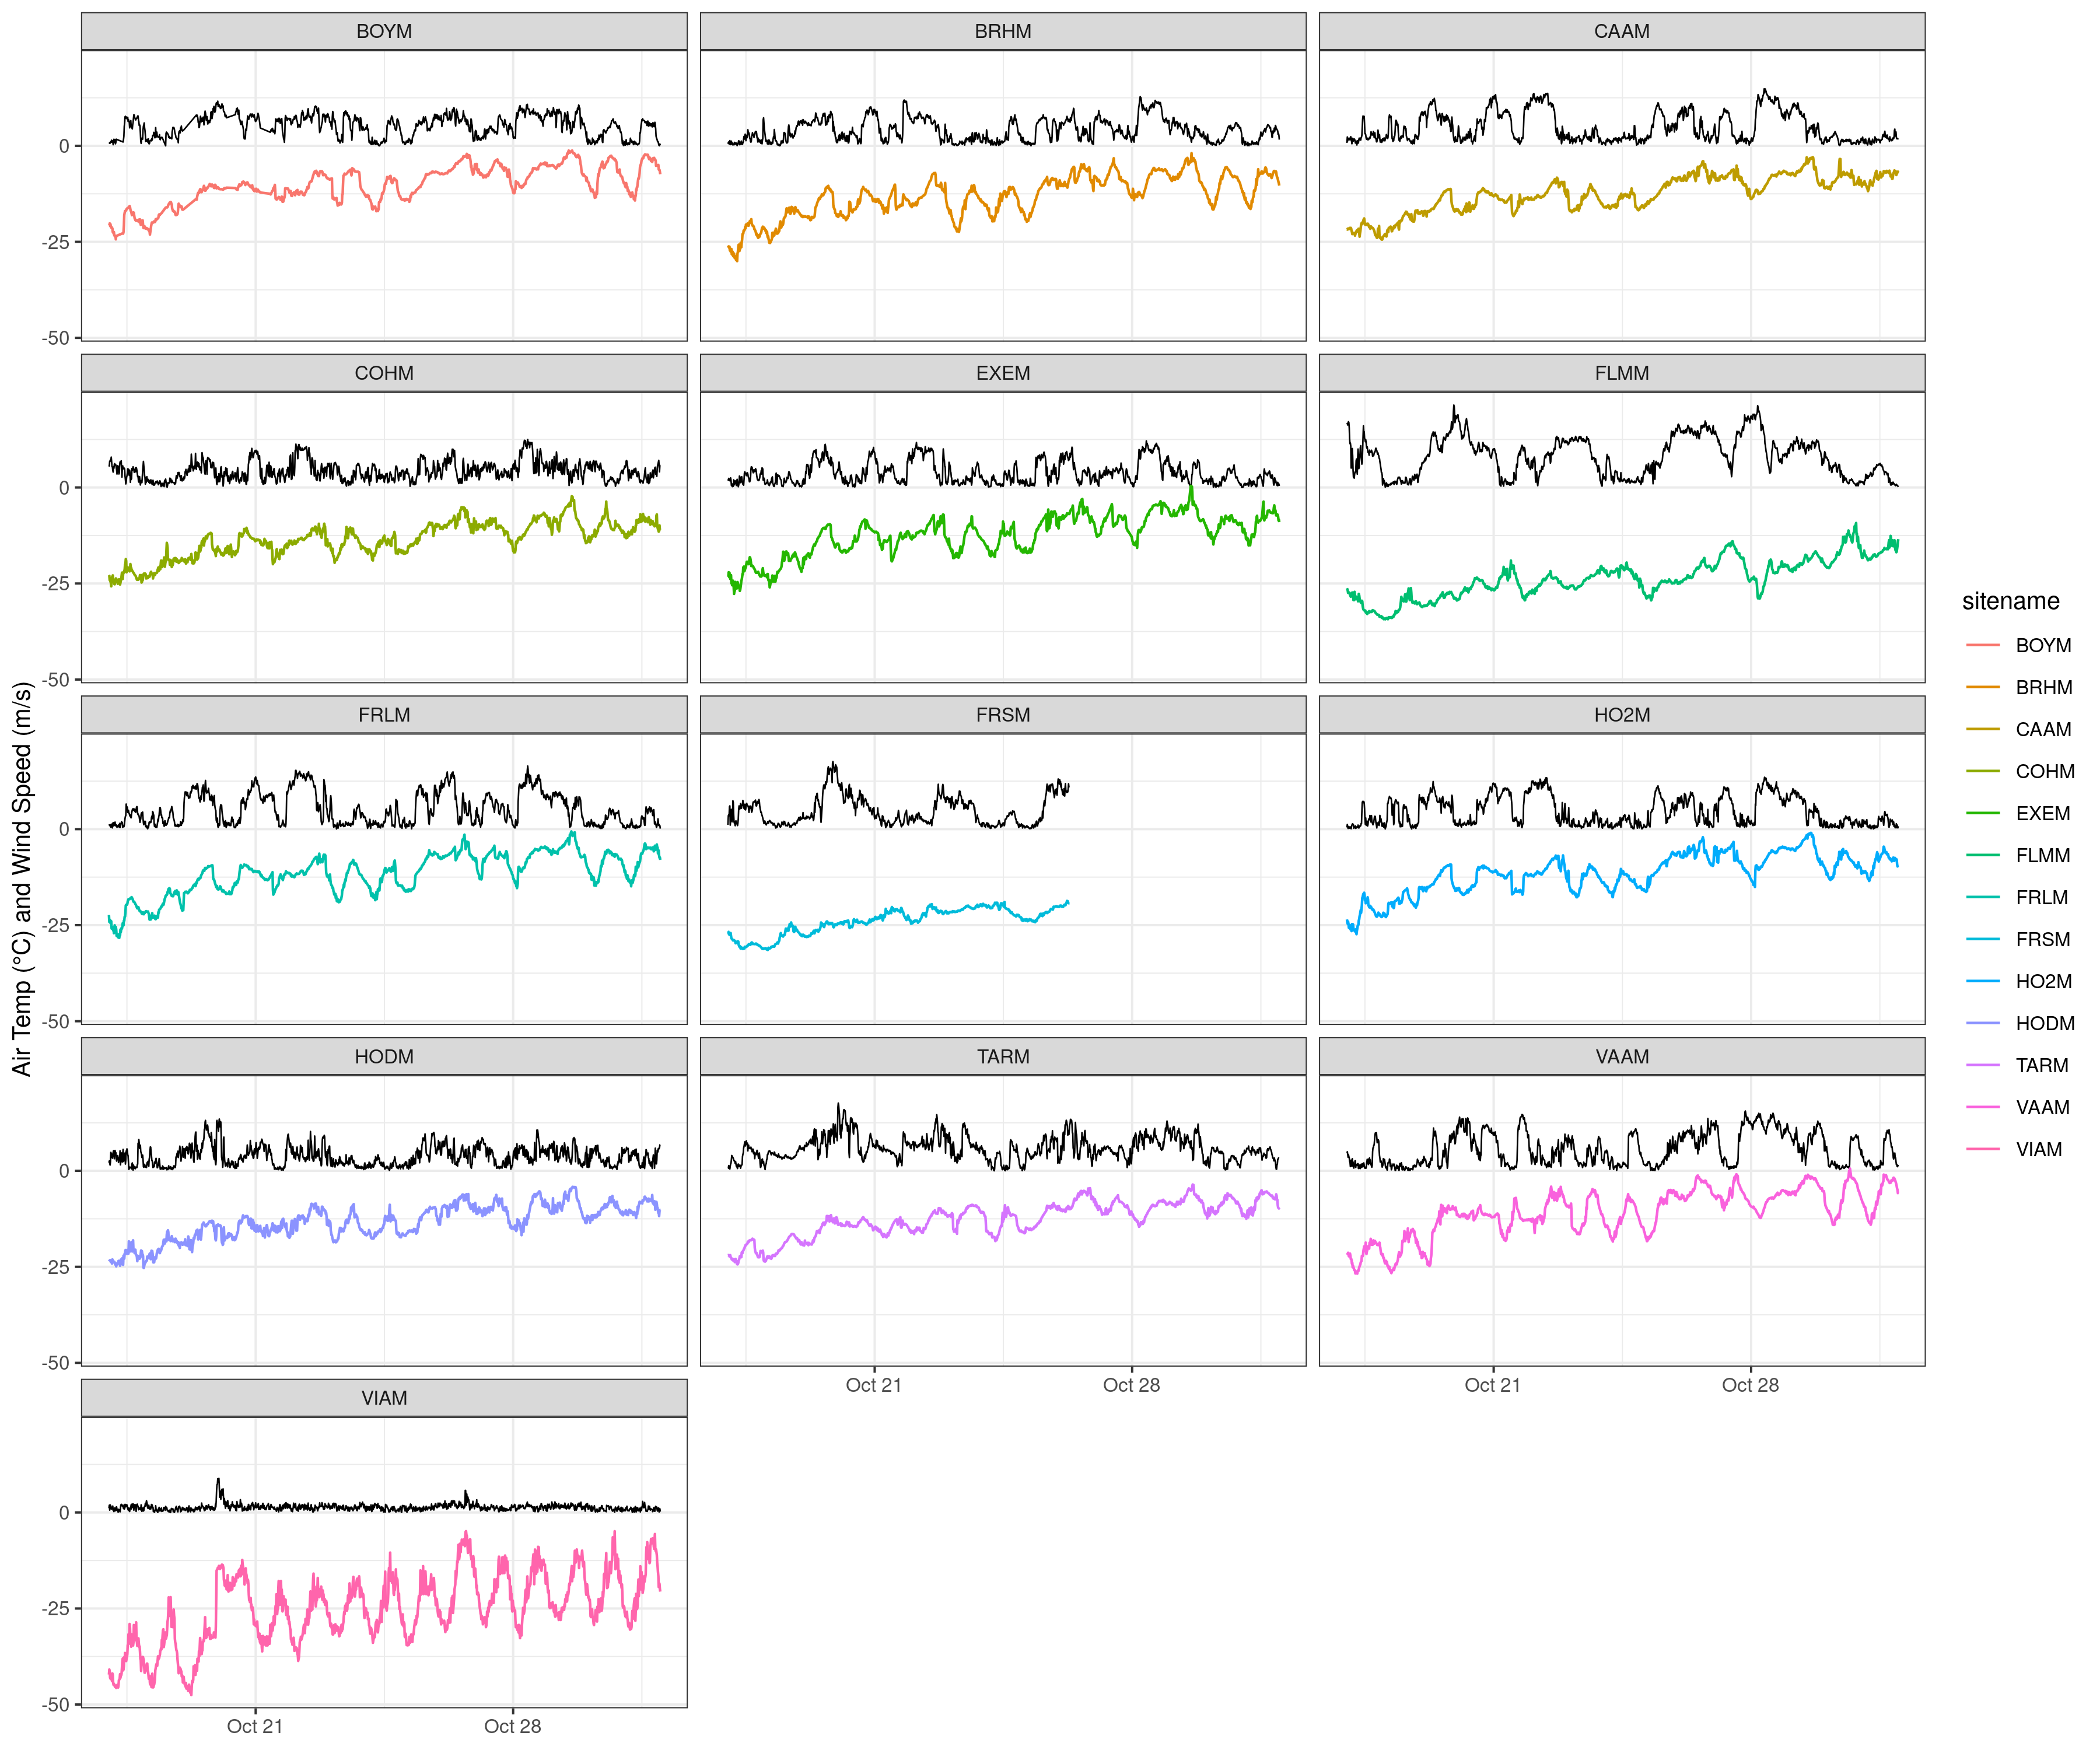 BOYM
BRHM
CAAM
0
-25
-50
COHM
EXEM
FLMM
0
-25
-50
FRLM
FRSM
HO2M
0
-25
-50
HODM
TARM
VAAM
0
-25
-50
Oct 21
Oct 28
Oct 21
Oct 28
VIAM
0
-25
-50
Oct 21
Oct 28
Air Temp (°C) and Wind Speed (m/s)
sitename
BOYM
BRHM
CAAM
COHM
EXEM
FLMM
FRLM
FRSM
HO2M
HODM
TARM
VAAM
VIAM